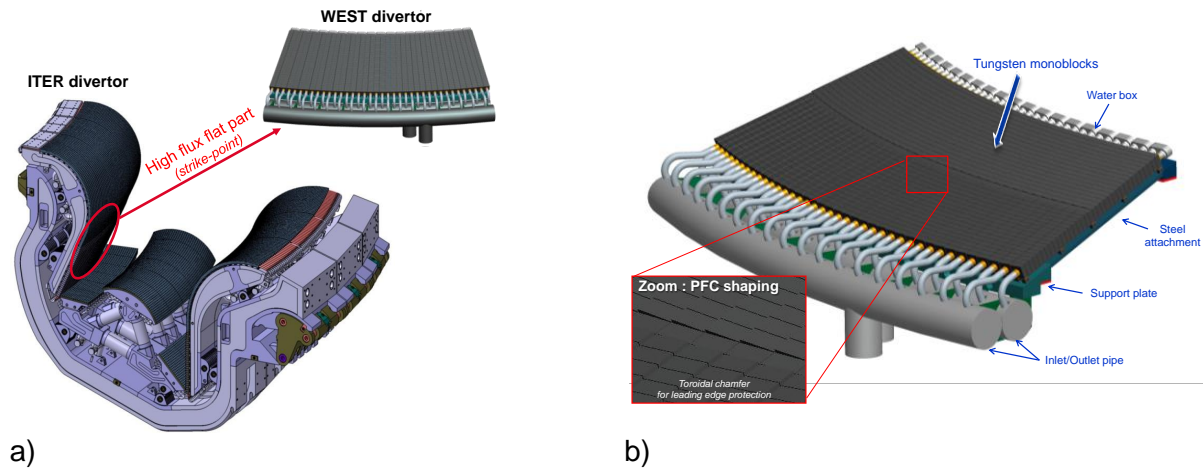 WEST divertor
ITER divertor
High flux flat part
(strike-point)
a)
Tungsten monoblocks
Water box
Steel
attachment
Support plate
Inlet/Outlet pipe
Zoom : PFC shaping
Toroidal chamfer
for leading edge protection
b)